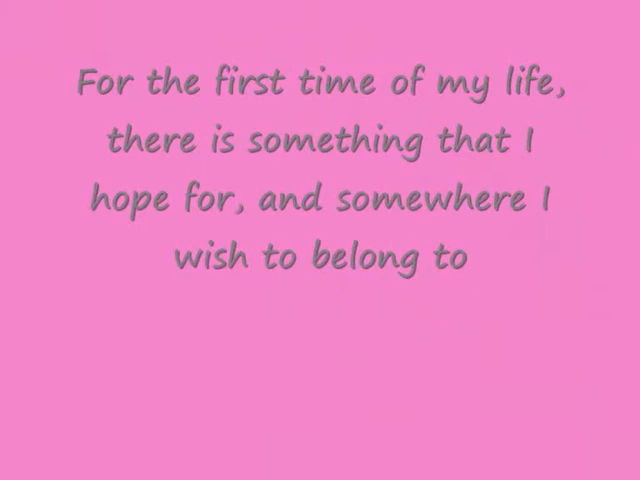 For the first time of my life,
there is something that I
hope for, and somewhere I
wish to belong to